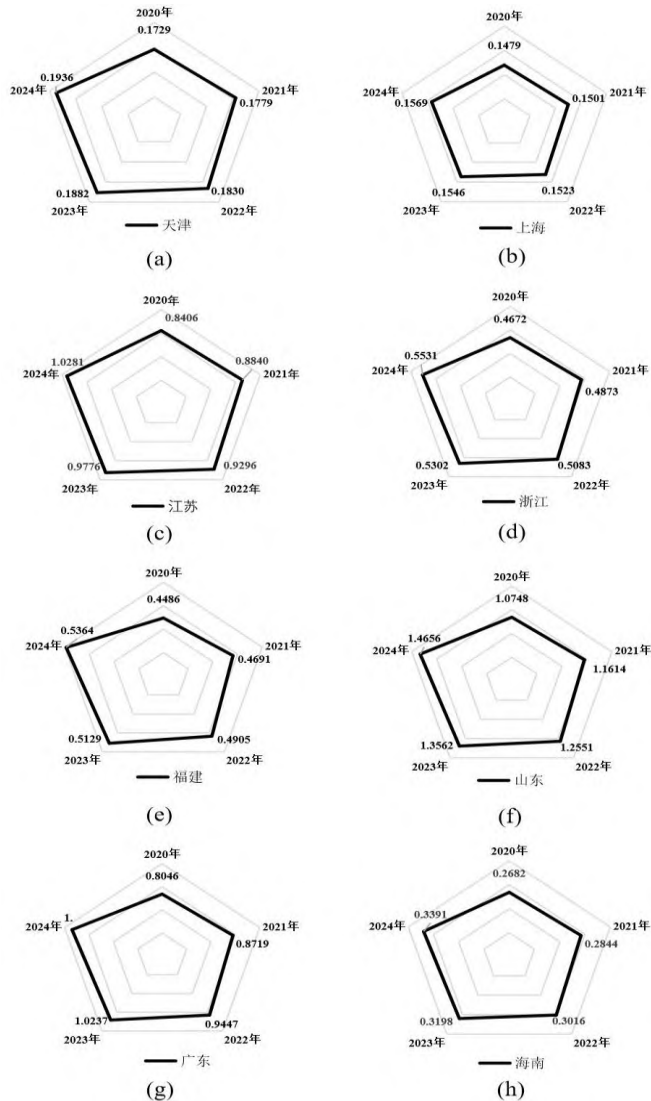 2020年
0.1729
0.1936
2024年
2021年
0.1779
0.1882
0.1830
2023年
2022年
天津
(a)
2020年
0.1479
2024年
0.1569
2021年
0.1501
0.1546
0.1523
2023年
2022年
上海
(b)
2020年
0.8406
1.0281
2024年
0.8840
2021年
0.9776
0.9296
2023年
2022年
江苏
(c)
2020年
0.4672
0.5531
2024年
2021年
0.4873
0.5302
0.5083
2023年
2022年
浙江
(d)
2020年
0.4486
0.5364
2024年
2021年
0.4691
0.5129
0.4905
2023年
2022年
福建
(e)
2020年
1.0748
1.4656
2024年
2021年
1.1614
1.3562
1.2551
2023年
2022年
山东
(f)
2020年
0.8046
1.
2024年
2021年
0.8719
1.0237
0.9447
2023年
2022年
广东
(g)
2020年
0.2682
0.3391
2024年
2021年
0.2844
0.3198
0.3016
2023年
2022年
海南
(h)